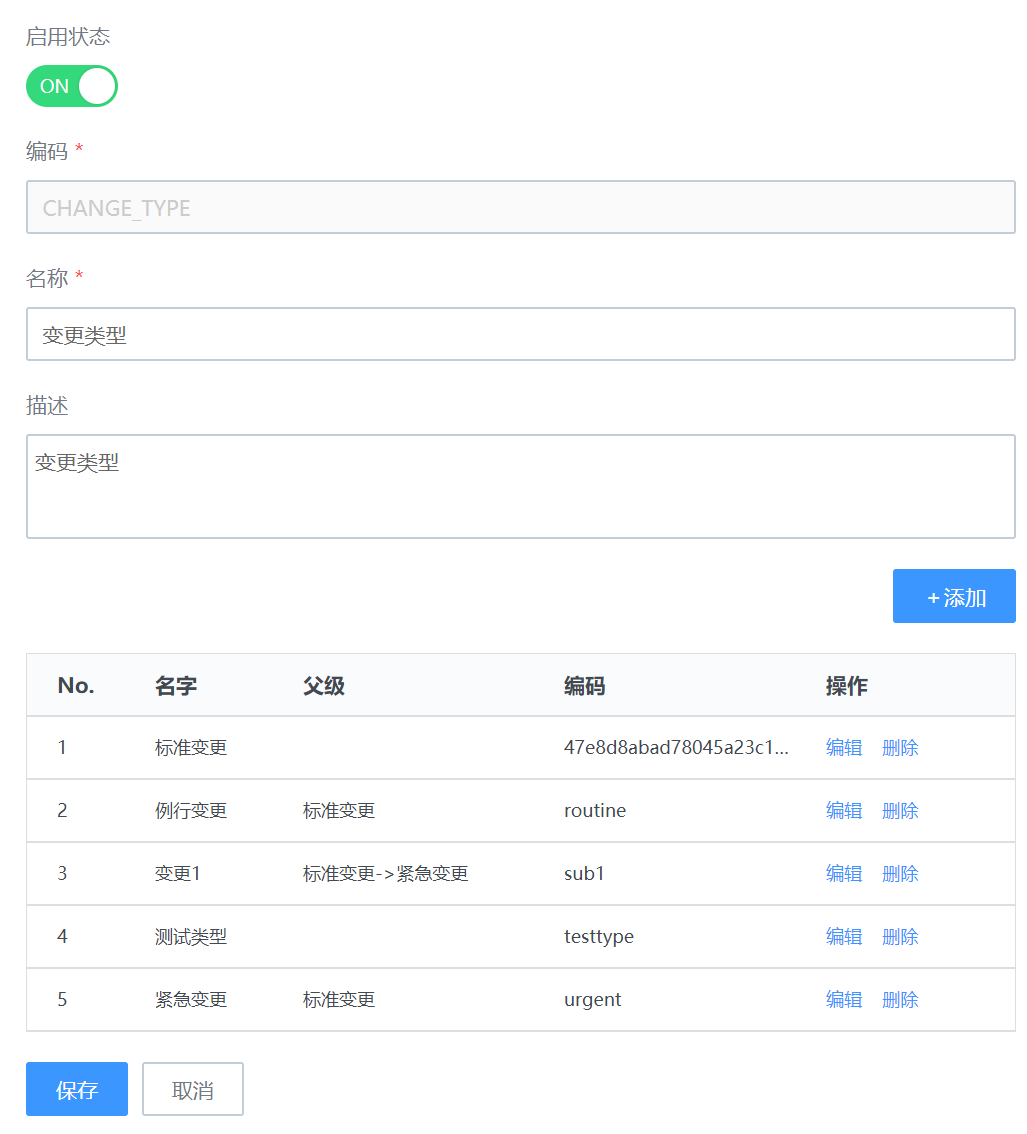 启用状态
ON
编码 *
CHANGE_TYPE
名称 *
变更类型
描述
变更类型
+ 添加
No. 名字 父级 编码 操作
1 标准变更 47e8d8abad78045a23c1... 编辑 删除
2 例行变更 标准变更 routine 编辑 删除
3 变更1 标准变更->紧急变更 sub1 编辑 删除
4 测试类型 testtype 编辑 删除
5 紧急变更 标准变更 urgent 编辑 删除
保存 取消